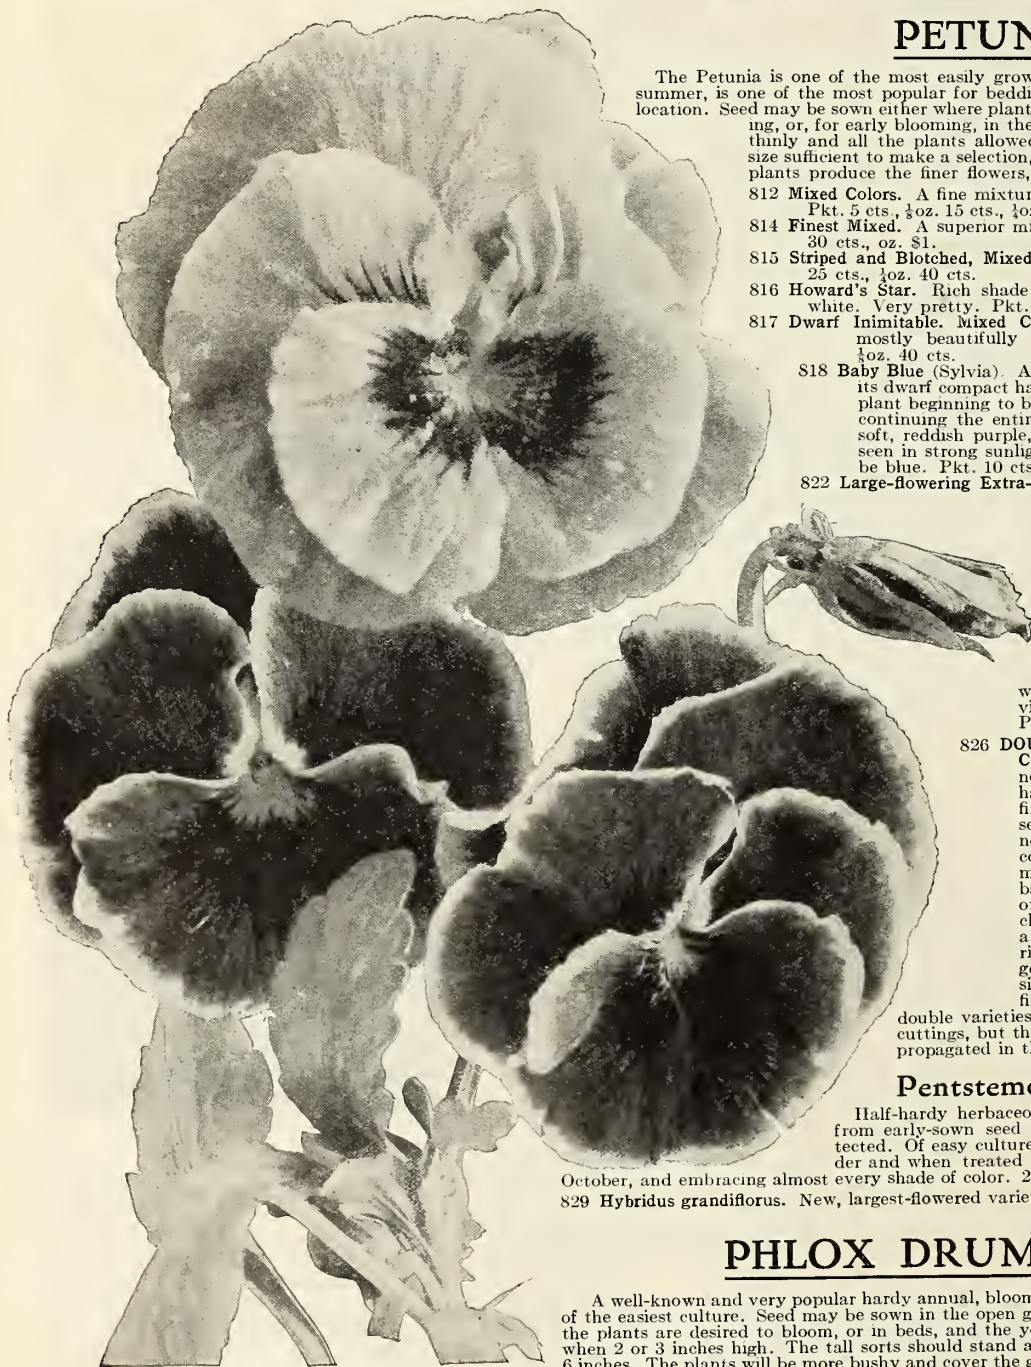 PETUN
The Petunia is one of the most easily grow
summer, is one of the most popular for beddi
location. Seed may be sown either where plant
ing, or, for early blooming, in the
thinly and all the plants allowed
size sufficient to make a selection,
plants produce the finer flowers,
812 Mixed Colors. A fine mixtur
Pkt. 5 cts., ⅛oz. 15 cts., ¼oz
814 Finest Mixed. A superior mi
30 cts., oz. $1.
815 Striped and Blotched, Mixed
25 cts., ¼oz. 40 cts.
816 Howard's Star. Rich shade
white. Very pretty. Pkt.
817 Dwarf Inimitable. Mixed C
mostly beautifully
⅛oz. 40 cts.
818 Baby Blue (Sylvia). A
its dwarf compact ha
plant beginning to b
continuing the entir
soft, reddish purple,
seen in strong sunlig
be blue. Pkt. 10 cts
822 Large-flowering Extra-
w
vi
P
826 DOU
C
n
ha
fi
se
n
co
m
b
o
cl
a
ri
g
si
fi
double varieties
cuttings, but th
propagated in t
Pentstem
Half-hardy herbaceo
from early-sown seed
tected. Of easy culture
der and when treated
October, and embracing almost every shade of color. 2
829 Hybridus grandiflorus. New, largest-flowered varie
PHLOX DRUM
A well-known and very popular hardy annual, bloom
of the easiest culture. Seed may be sown in the open g
the plants are desired to bloom, or in beds, and the y
when 2 or 3 inches high. The tall sorts should stand a
6 inches. The plants will be more bushy and cover the